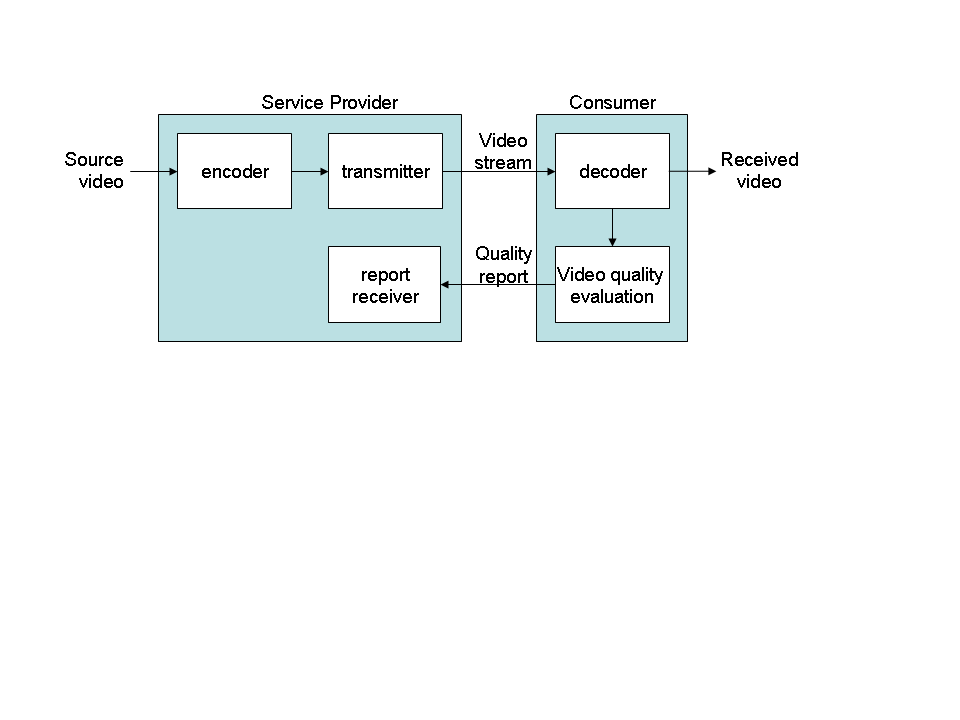 Service Provider
Consumer
Source
video
encoder
transmitter
Video
stream
decoder
Received
video
report
receiver
Quality
report
Video quality
evaluation